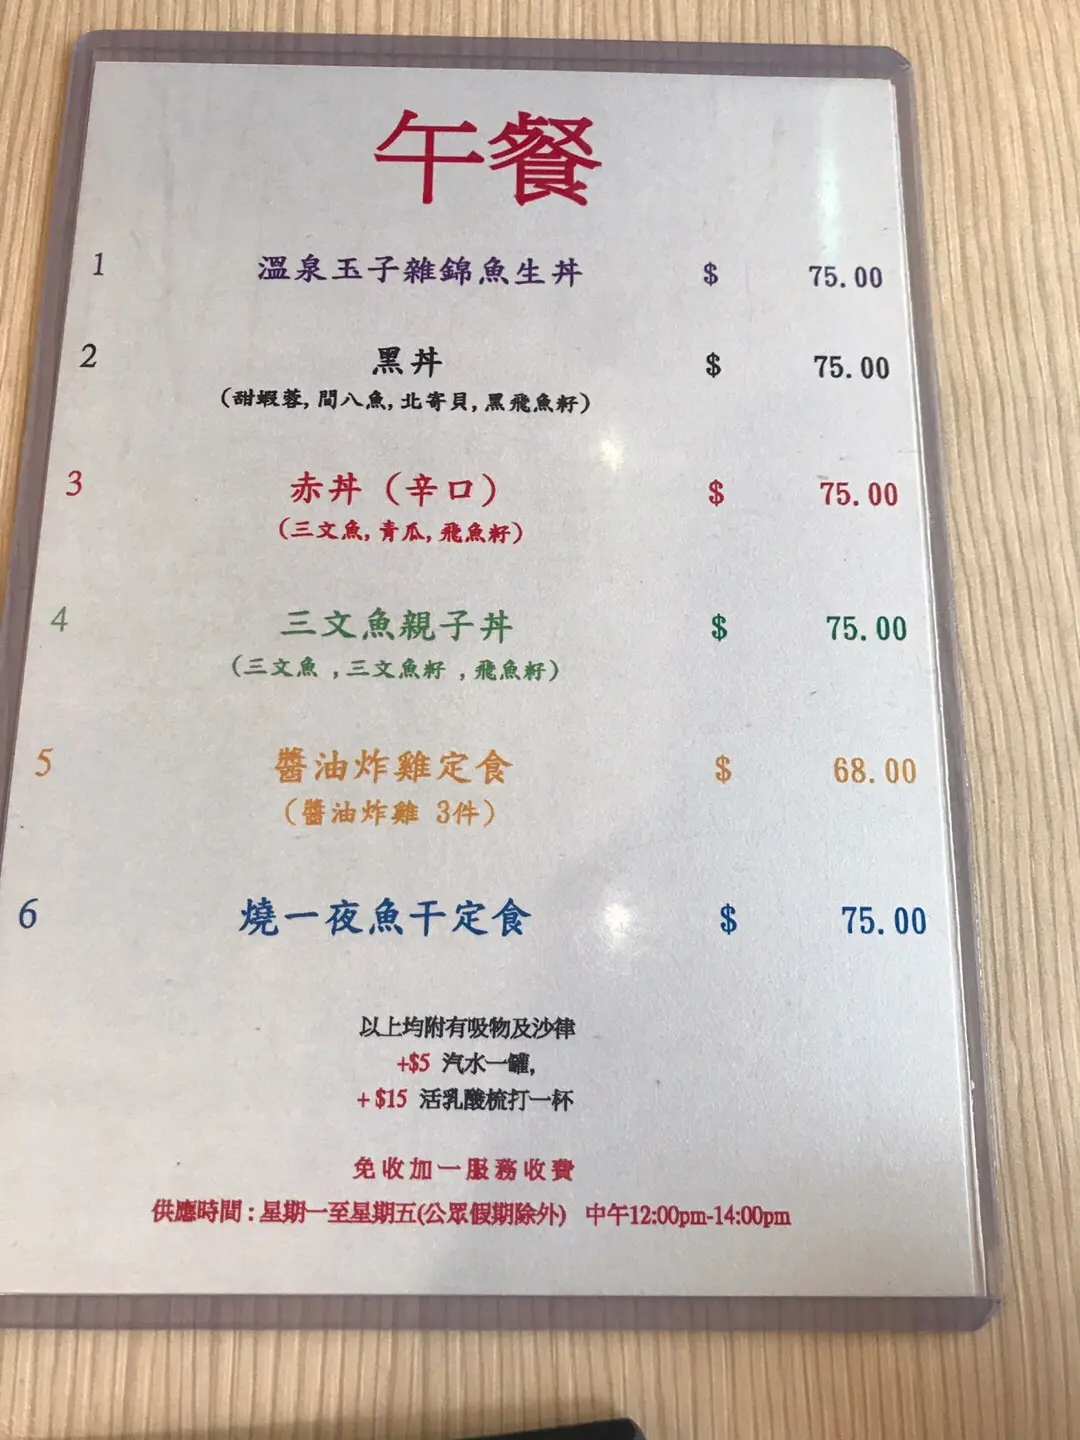 午餐
1 溫泉玉子雜錦魚生丼 $ 75.00
2 黑丼 $ 75.00
(甜蝦蓉, 間八魚, 北寄貝, 黑飛魚籽)
3 赤丼 (辛口) $ 75.00
(三文魚, 青瓜, 飛魚籽)
4 三文魚親子丼 $ 75.00
(三文魚 , 三文魚籽 , 飛魚籽)
5 醬油炸雞定食 $ 68.00
(醬油炸雞 3件)
6 燒一夜魚干定食 $ 75.00
以上均附有吸物及沙律
+$5 汽水一罐,
+ $15 活乳酸梳打一杯
免收加一服務收費
供應時間 : 星期一至星期五(公眾假期除外) 中午12:00pm-14:00pm